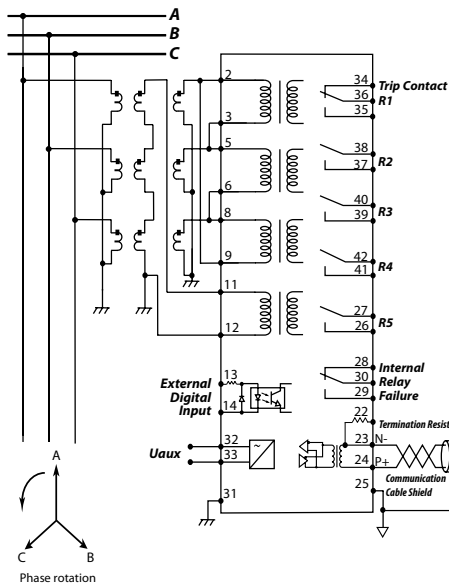 A
B
C
2
34
Trip Contact
36
R1
3
35
5
38
R2
37
6
40
8
R3
39
42
9
R4
41
11
27
R5
12
26
28
Internal
External
13
30
Relay
Digital
29
Failure
Input
14
22
Termination Resist
32
23
N-
Uaux
33
24
P+
Communication
25
Cable Shield
31
~
A
C
B
Phase rotation